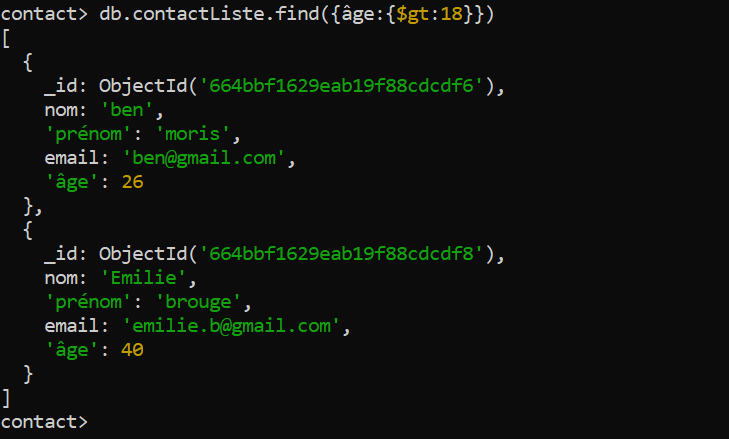 contact> db.contactListe.find({âge:{$gt:18}})
[
  {
    _id: ObjectId('664bbf1629eab19f88cdcdf6'),
    nom: 'ben',
    'prénom': 'moris',
    email: 'ben@gmail.com',
    'âge': 26
  },
  {
    _id: ObjectId('664bbf1629eab19f88cdcdf8'),
    nom: 'Emilie',
    'prénom': 'brouge',
    email: 'emilie.b@gmail.com',
    'âge': 40
  }
]
contact>